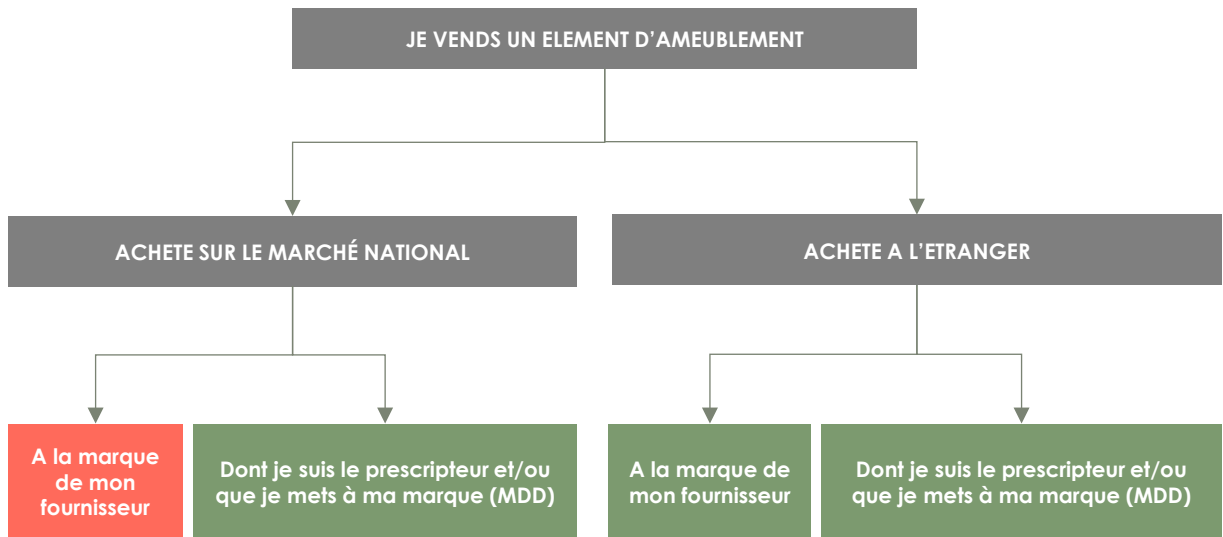 JE VENDS UN ELEMENT D’AMEUBLEMENT
ACHETE SUR LE MARCHÉ NATIONAL
ACHETE A L’ETRANGER
A la marque
de mon
fournisseur
Dont je suis le prescripteur et/ou
que je mets à ma marque (MDD)
A la marque de
mon fournisseur
Dont je suis le prescripteur et/ou
que je mets à ma marque (MDD)